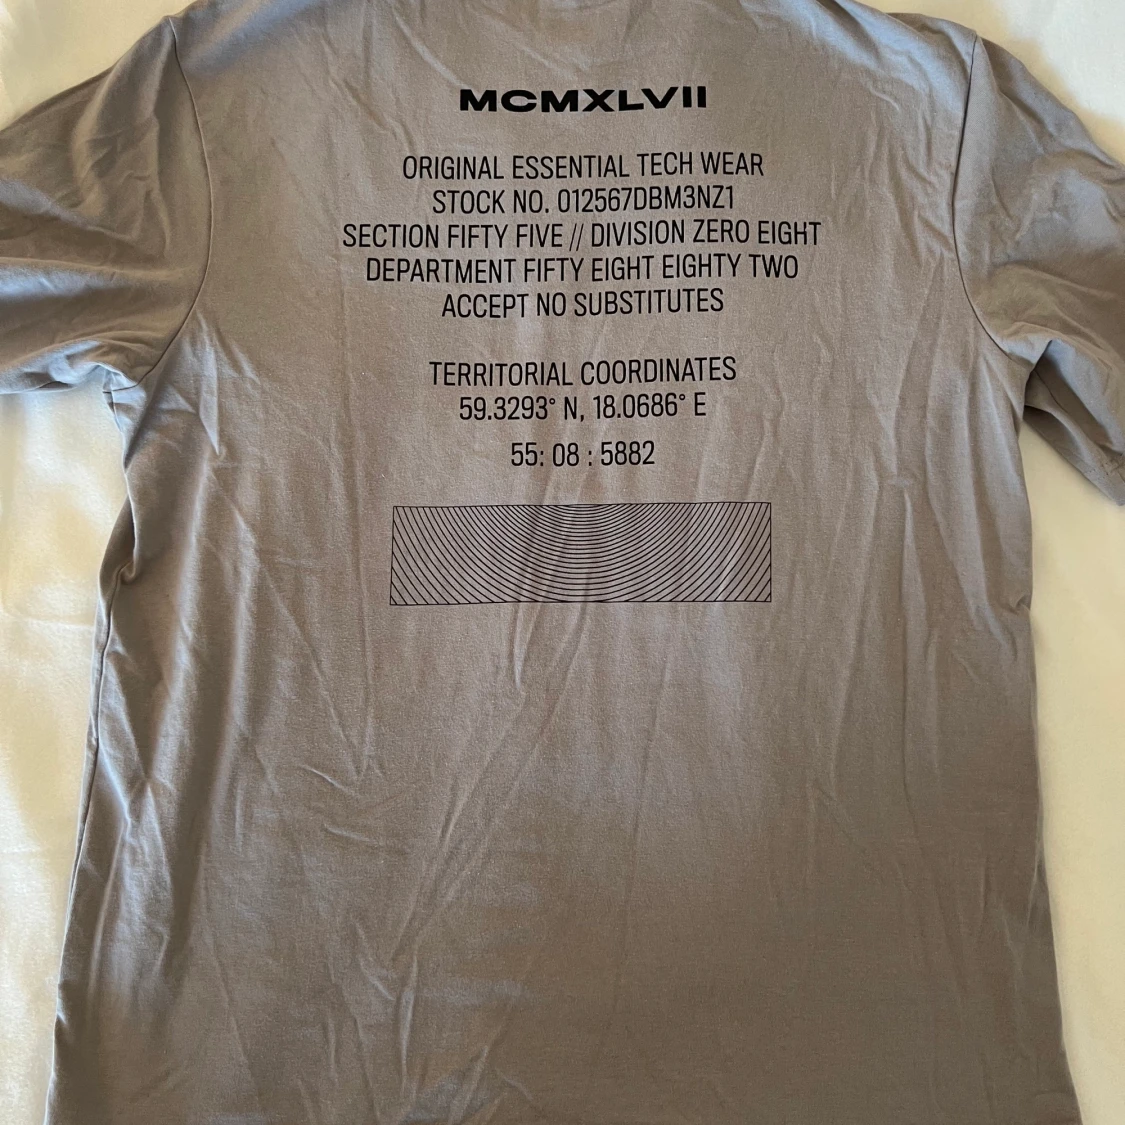 MCMXLVII
ORIGINAL ESSENTIAL TECH WEAR
STOCK NO. 012567DBM3NZ1
SECTION FIFTY FIVE // DIVISION ZERO EIGHT
DEPARTMENT FIFTY EIGHT EIGHTY TWO
ACCEPT NO SUBSTITUTES
TERRITORIAL COORDINATES
59.3293° N, 18.0686° E
55: 08 : 5882